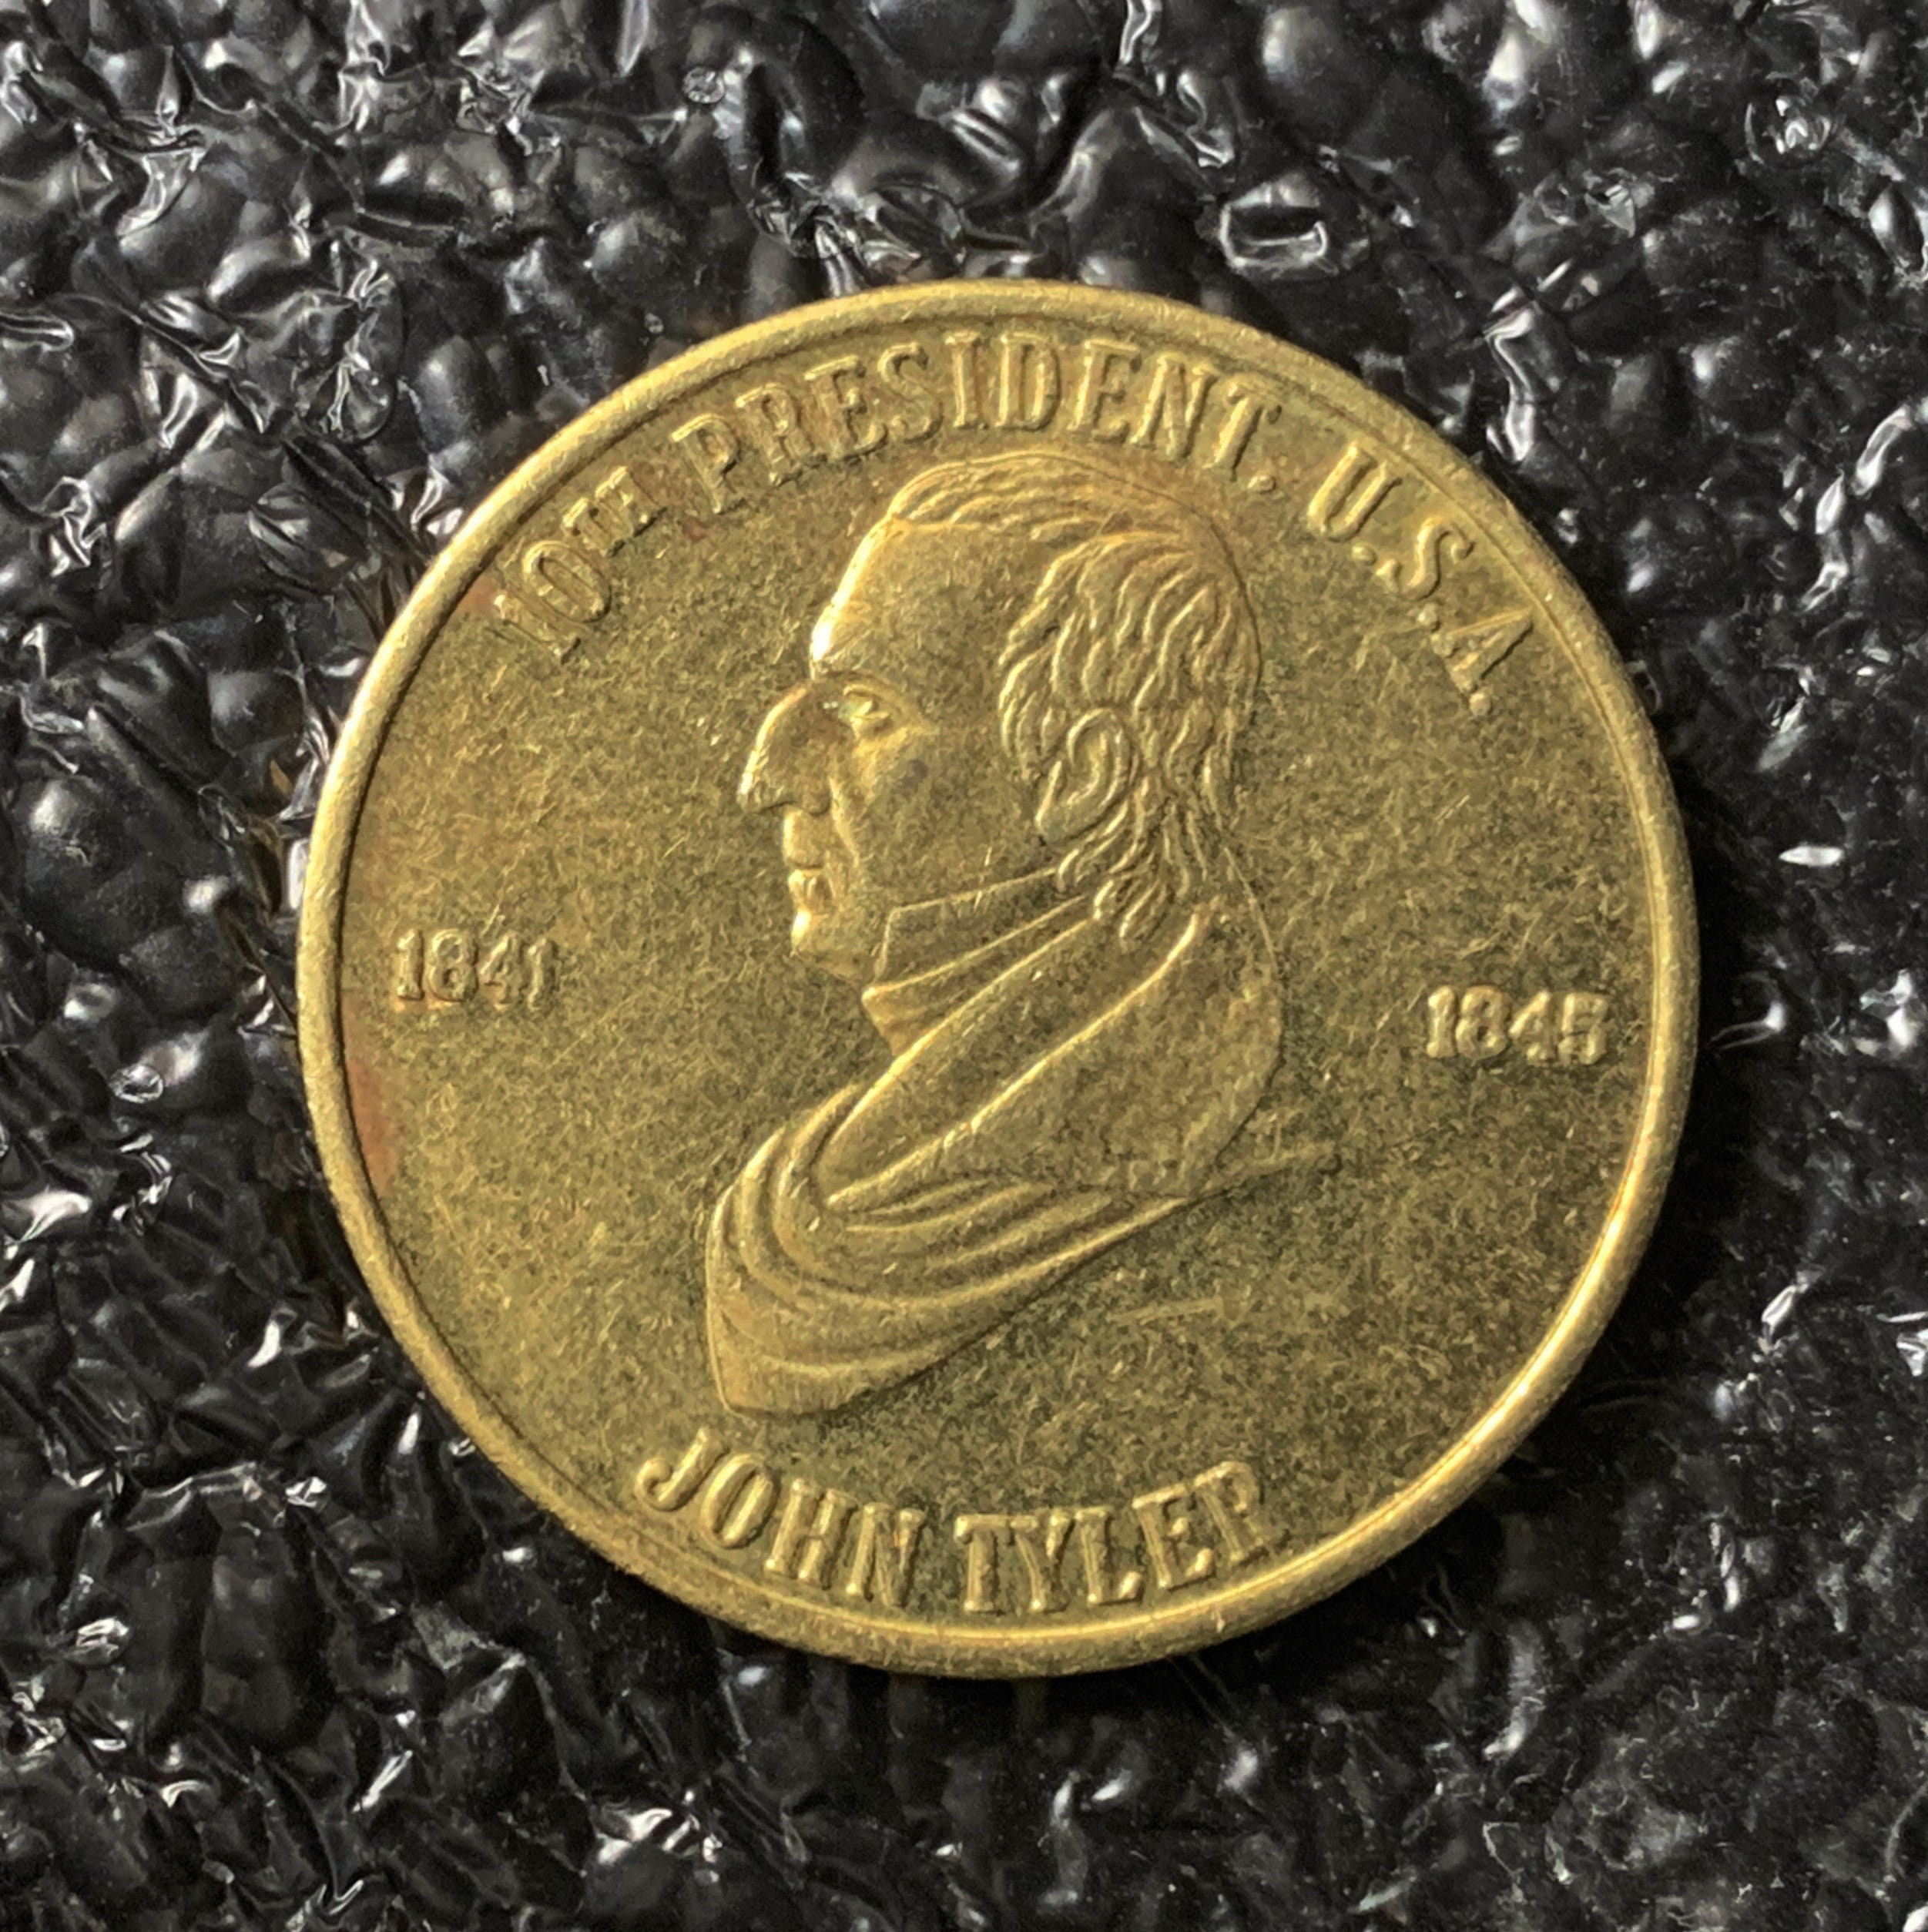 10TH PRESIDENT. U.S.A.
1841
1845
JOHN TYLER